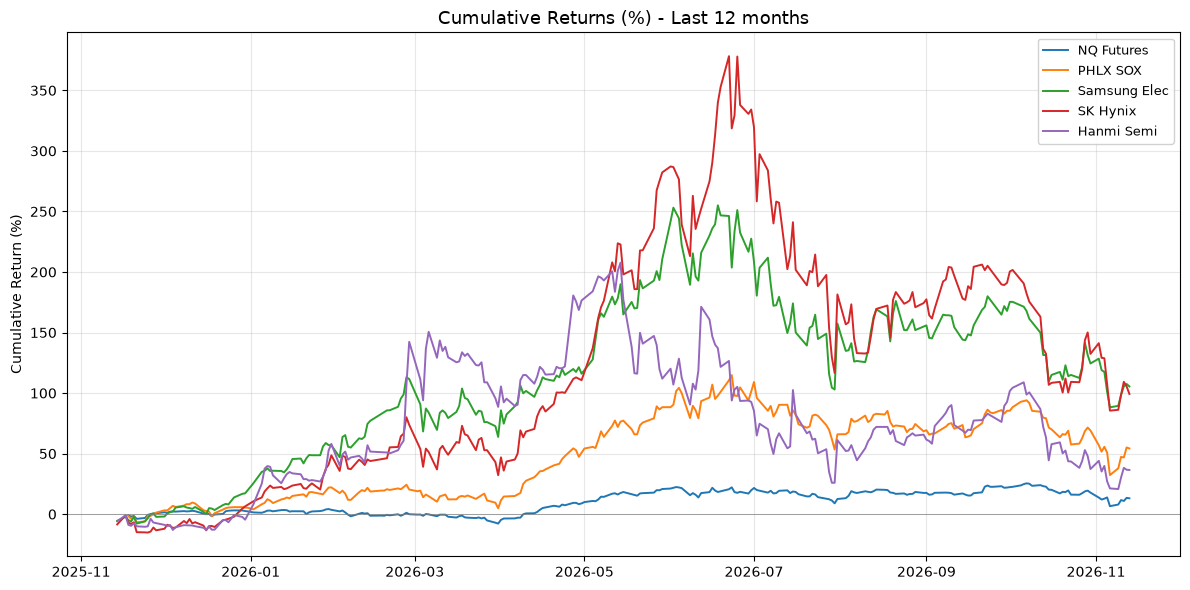 Cumulative Returns (%) - Last 12 months
Cumulative Return (%)
350
300
250
200
150
100
50
0
NQ Futures
PHLX SOX
Samsung Elec
SK Hynix
Hanmi Semi
2025-11
2026-01
2026-03
2026-05
2026-07
2026-09
2026-11